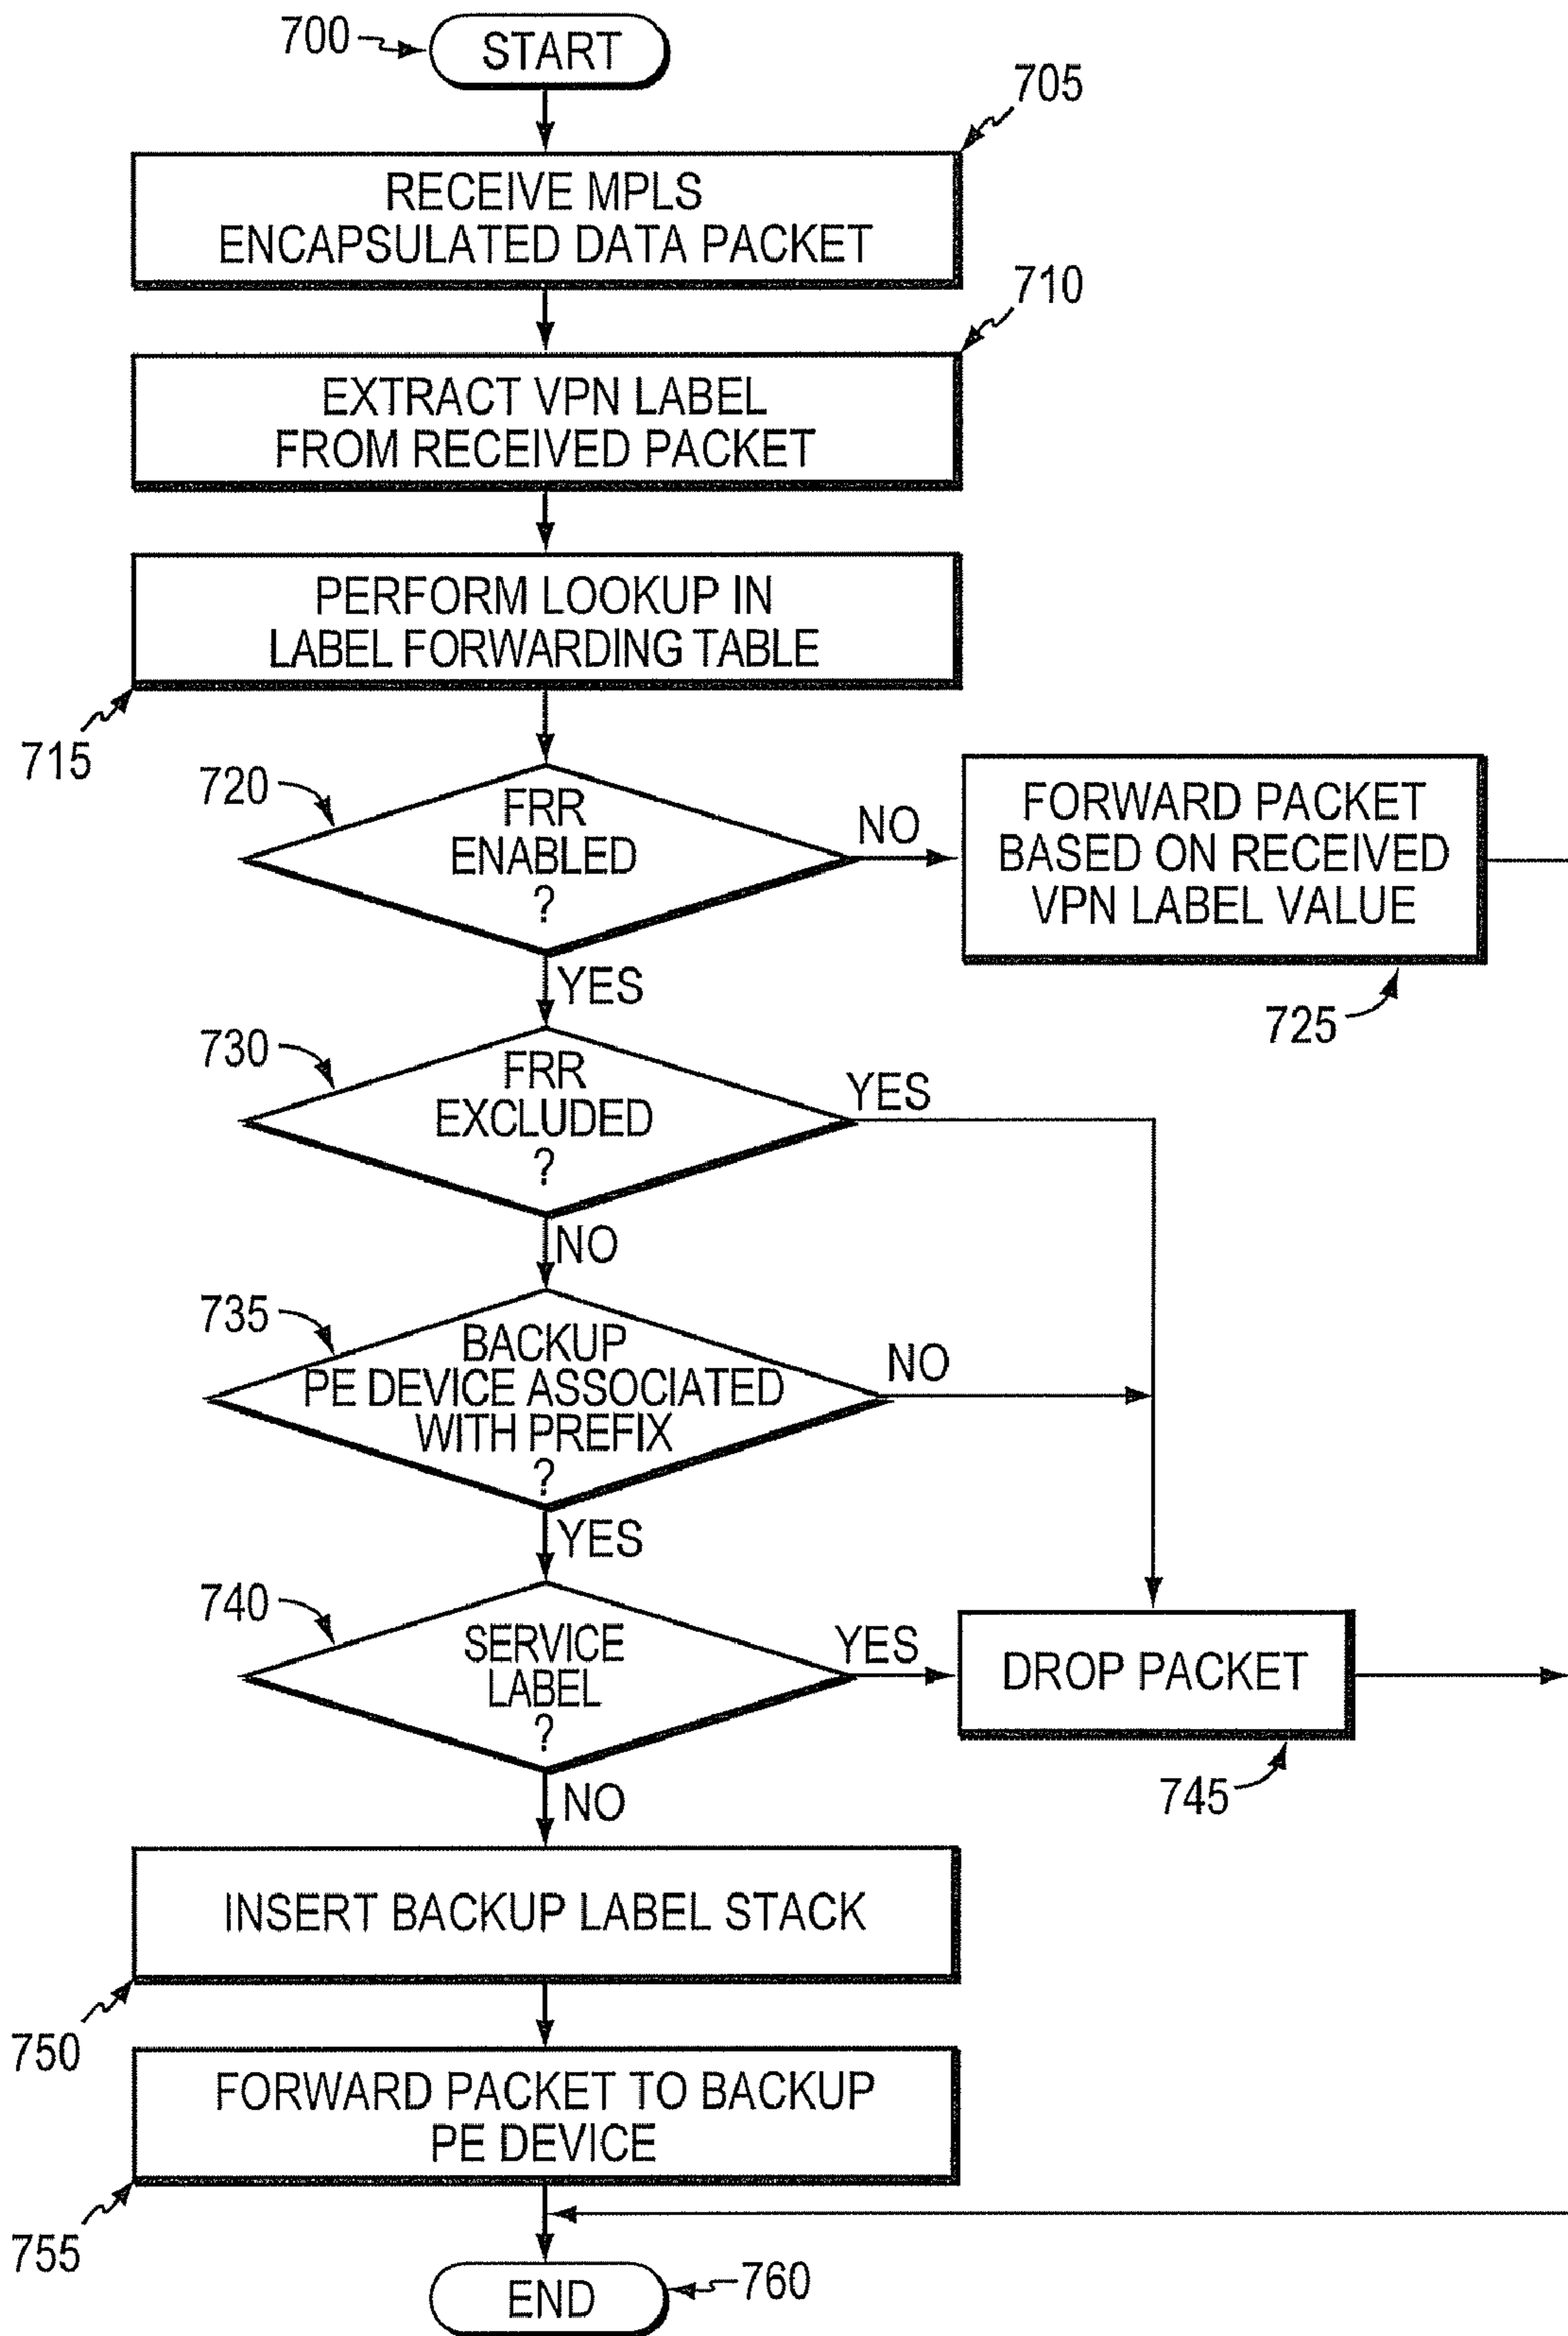 700
START
705
RECEIVE MPLS
ENCAPSULATED DATA PACKET
710
EXTRACT VPN LABEL
FROM RECEIVED PACKET
PERFORM LOOKUP IN
LABEL FORWARDING TABLE
715
720
FRR
ENABLED
?
NO
FORWARD PACKET
BASED ON RECEIVED
VPN LABEL VALUE
725
YES
730
FRR
EXCLUDED
?
YES
NO
735
BACKUP
PE DEVICE ASSOCIATED
WITH PREFIX
?
NO
YES
740
SERVICE
LABEL
?
YES
DROP PACKET
745
NO
INSERT BACKUP LABEL STACK
750
FORWARD PACKET TO BACKUP
PE DEVICE
755
END
760